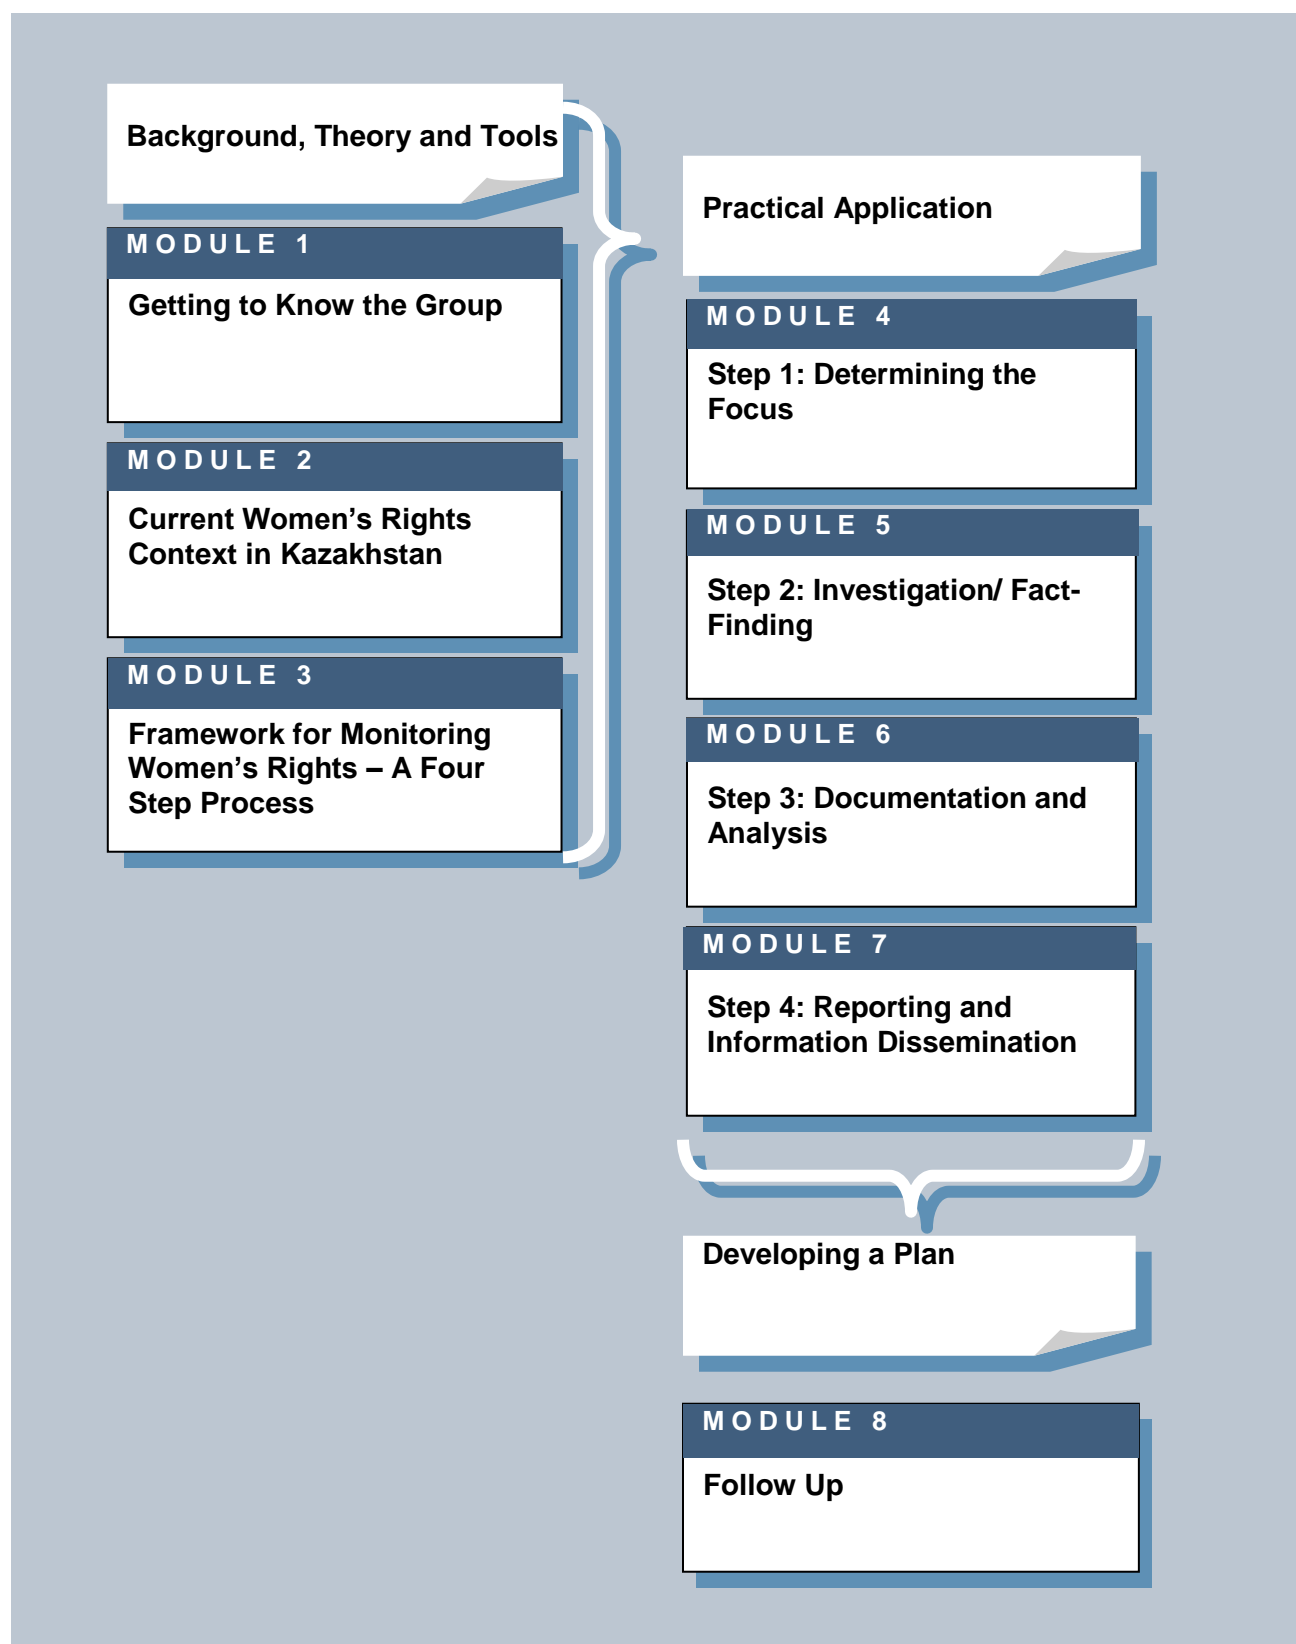 Background, Theory and Tools
MODULE 1
Getting to Know the Group
MODULE 2
Current Women’s Rights
Context in Kazakhstan
MODULE 3
Framework for Monitoring
Women’s Rights – A Four
Step Process
Practical Application
MODULE 4
Step 1: Determining the
Focus
MODULE 5
Step 2: Investigation/ Fact-
Finding
MODULE 6
Step 3: Documentation and
Analysis
MODULE 7
Step 4: Reporting and
Information Dissemination
Developing a Plan
MODULE 8
Follow Up